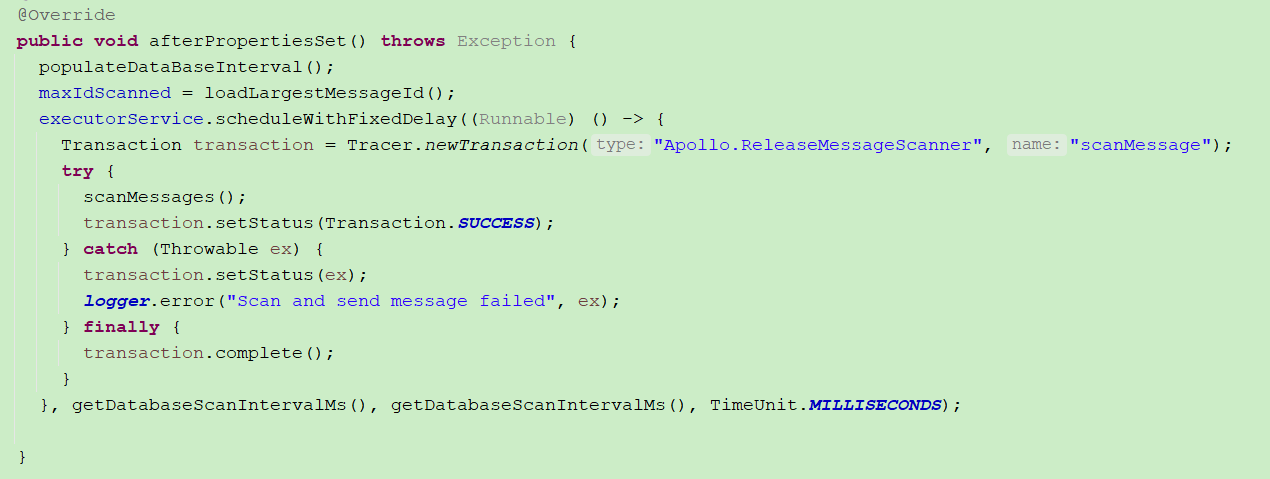 @Override
public void afterPropertiesSet() throws Exception {
populateDataBaseInterval();
maxIdScanned = loadLargestMessageId();
executorService.scheduleWithFixedDelay((Runnable) () -> {
Transaction transaction = Tracer.newTransaction( type: "Apollo.ReleaseMessageScanner", name: "scanMessage");
try {
scanMessages();
transaction.setStatus(Transaction.SUCCESS);
} catch (Throwable ex) {
transaction.setStatus(ex);
logger.error("Scan and send message failed", ex);
} finally {
transaction.complete();
}
}, getDatabaseScanIntervalMs(), getDatabaseScanIntervalMs(), TimeUnit.MILLISECONDS);
}